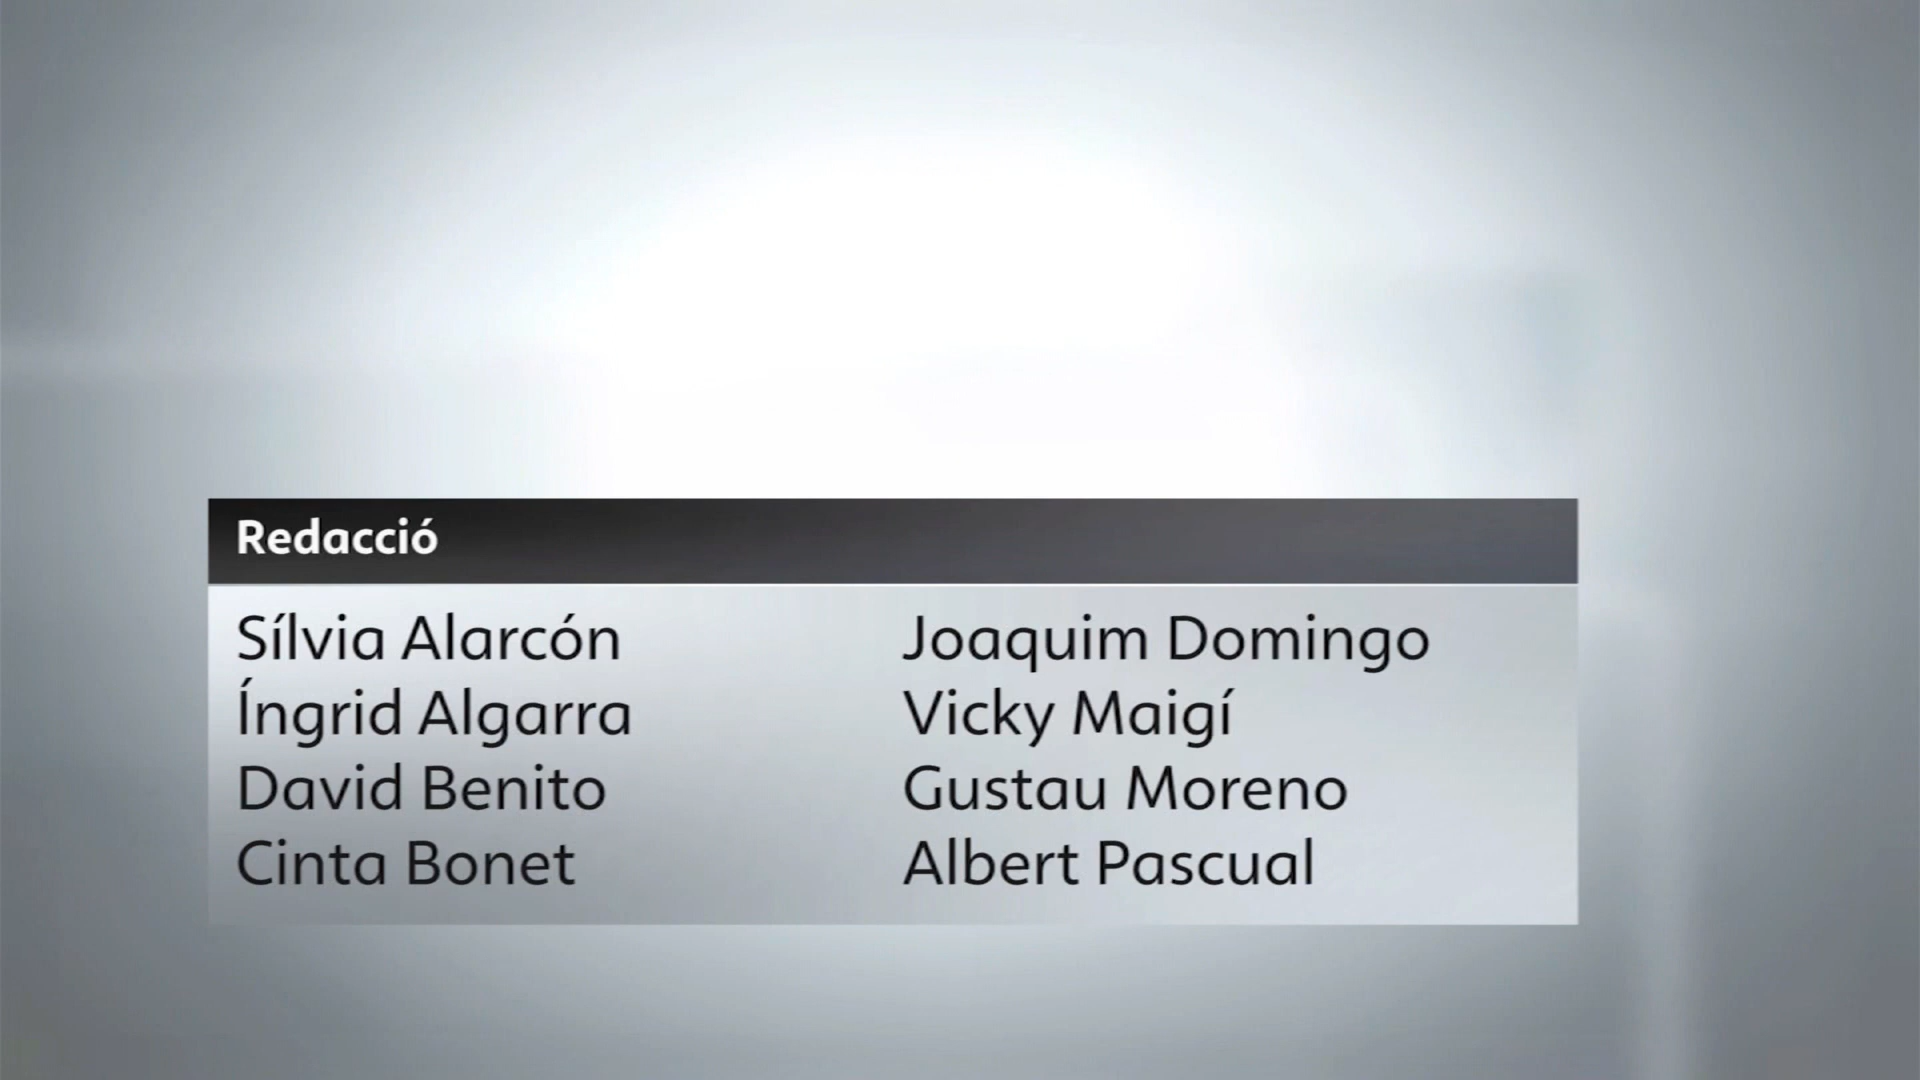 Redacció
Sílvia Alarcón
Íngrid Algarra
David Benito
Cinta Bonet
Joaquim Domingo
Vicky Maigí
Gustau Moreno
Albert Pascual